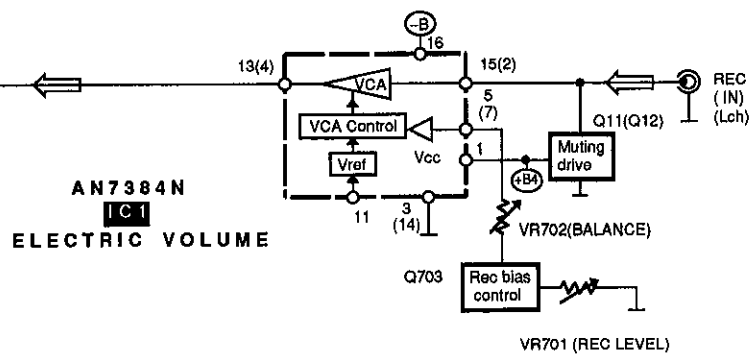 –B
16
13(4)
15(2)
REC
( IN)
(Lch)
VCA
5
(7)
Q11(Q12)
VCA Control
Vcc
1
Muting
drive
Vref
+B4
AN7384N
IC1
ELECTRIC VOLUME
11
3
(14)
VR702(BALANCE)
Q703
Rec bias
control
VR701 (REC LEVEL)